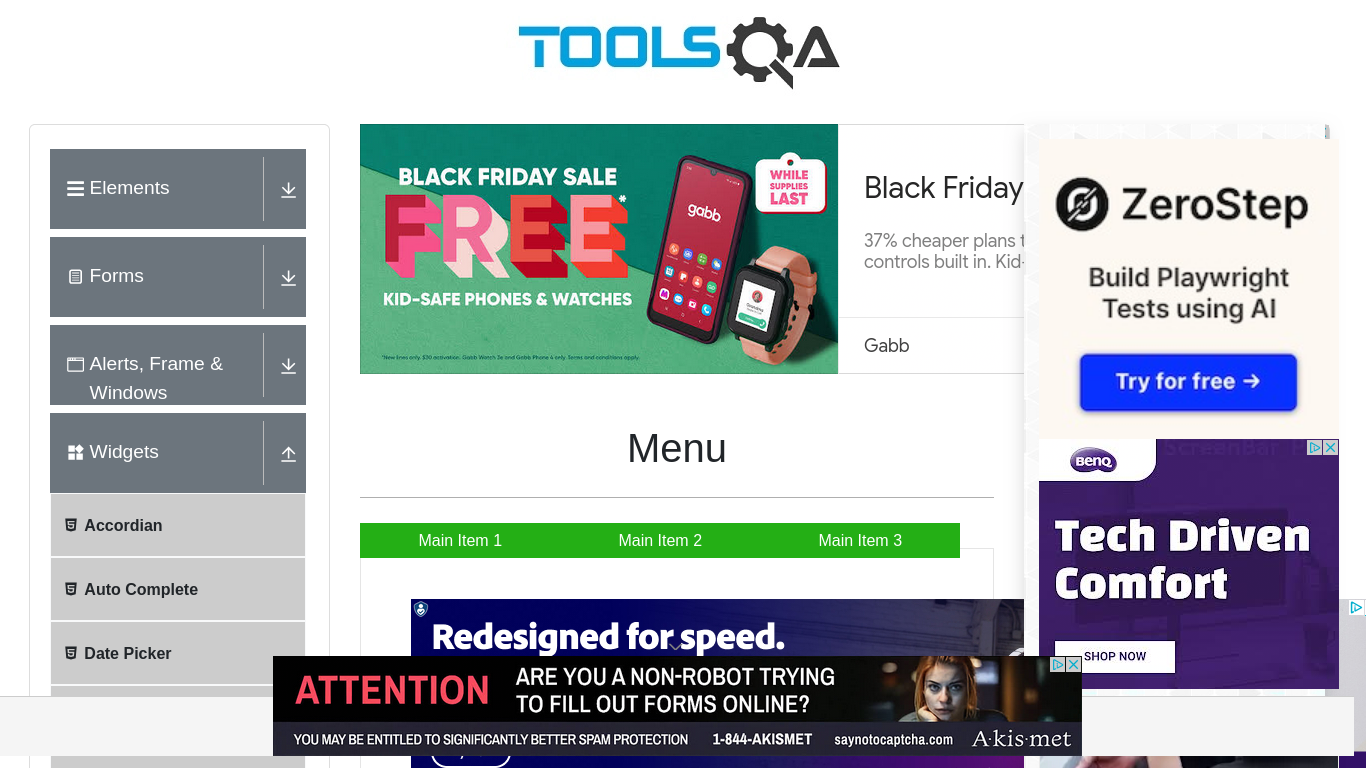 TOOLSQA
Elements
Forms
Alerts, Frame &
Windows
Widgets
Accordian
Auto Complete
Date Picker
BLACK FRIDAY SALE
FREE*
KID-SAFE PHONES & WATCHES
*New lines only. $30 activation. Gabb Watch 3e and Gabb Phone 4 only. Terms and conditions apply.
gabb
WHILE
SUPPLIES
LAST
Black Friday
37% cheaper plans
controls built in. Kid-
Gabb
Menu
Main Item 1
Main Item 2
Main Item 3
Redesigned for speed.
ZeroStep
Build Playwright
Tests using AI
Try for free →
BenQ
Tech Driven
Comfort
SHOP NOW
ATTENTION
ARE YOU A NON-ROBOT TRYING
TO FILL OUT FORMS ONLINE?
YOU MAY BE ENTITLED TO SIGNIFICANTLY BETTER SPAM PROTECTION
1-844-AKISMET
saynotocaptcha.com
A·kis·met